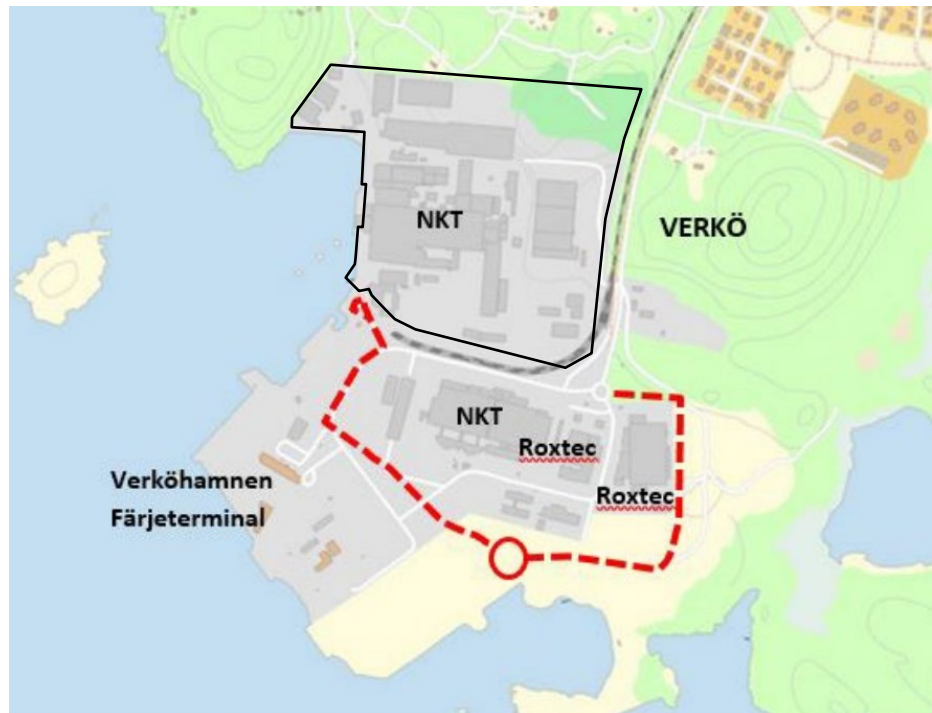 NKT
VERKÖ
NKT
Roxtec
Verköhamnen
Färjeterminal
Roxtec